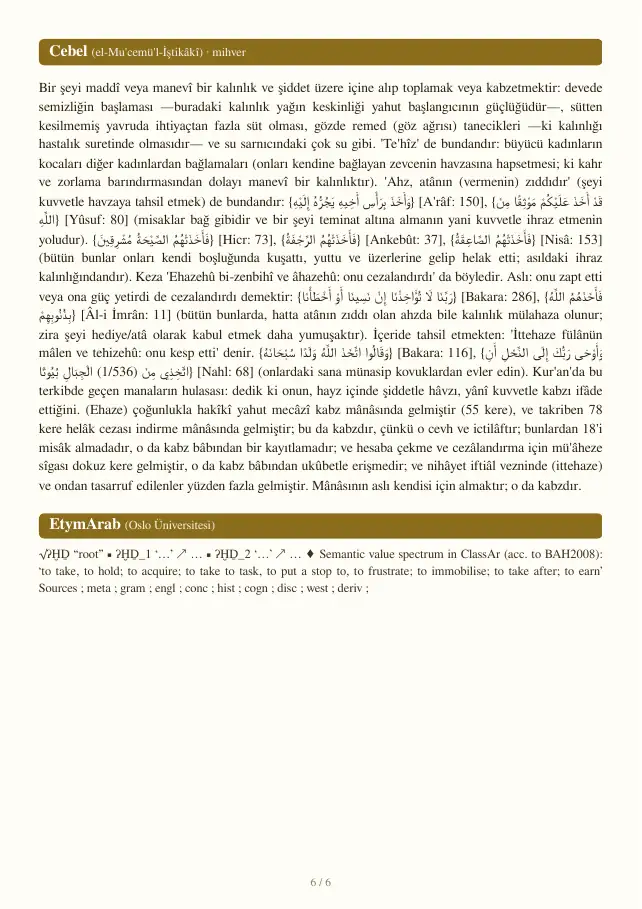 Cebel (el-Mu'cemü'l-İştikâkî) · mihver
Bir şeyi maddî veya manevî bir kalınlık ve şiddet üzere içine alıp toplamak veya kabzetmektir: devede
semizliğin başlaması —buradaki kalınlık yağın keskinliği yahut başlangıcının güçlüğüdür—, sütten
kesilmemiş yavruda ihtiyaçtan fazla süt olması, gözde remed (göz ağrısı) tanecikleri —ki kalınlığı
hastalık suretinde olmasıdır— ve su sarnıcındaki çok su gibi. 'Te'hîz' de bundandır: büyücü kadınların
kocaları diğer kadınlardan bağlamaları (onları kendine bağlayan zevcenin havzasına hapsetmesi; ki kahr
ve zorlama barındırmasından dolayı manevî bir kalınlıktır). 'Ahz, atânın (vermenin) zıddıdır' (şeyi
kuvvetle havzaya tahsil etmek) de bundandır: {وَأَخَذَ بِرَأْسِ أَخِيهِ يَجُرُّهُ إِلَيْهِ} [A'râf: 150], {قَدْ أَخَذَ عَلَيْكُمْ مَوْثِقًا مِنَ
اللَّهِ} [Yûsuf: 80] (misaklar bağ gibidir ve bir şeyi teminat altına almanın yani kuvvetle ihraz etmenin
yoludur). {فَأَخَذَتْهُمُ الصَّيْحَةُ مُشْرِقِينَ} [Hicr: 73], {فَأَخَذَتْهُمُ الرَّجْفَةُ} [Ankebût: 37], {فَأَخَذَتْهُمُ الصَّاعِقَةُ} [Nisâ: 153]
(bütün bunlar onları kendi boşluğunda kuşattı, yuttu ve üzerlerine gelip helak etti; asıldaki ihraz
kalınlığındandır). Keza 'Ehazehû bi-zenbihî ve âhazehû: onu cezalandırdı' da böyledir. Aslı: onu zapt etti
veya ona güç yetirdi de cezalandırdı demektir: {رَبَّنَا لَا تُؤَاخِذْنَا إِنْ نَسِينَا أَوْ أَخْطَأْنَا} [Bakara: 286], {فَأَخَذَهُمُ اللَّهُ
بِذُنُوبِهِمْ} [Âl-i İmrân: 11] (bütün bunlarda, hatta atânın zıddı olan ahzda bile kalınlık mülahaza olunur;
zira şeyi hediye/atâ olarak kabul etmek daha yumuşaktır). İçeride tahsil etmekten: 'İttehaze fülânün
mâlen ve tehizehû: onu kesp etti' denir. {وَقَالُوا اتَّخَذَ اللَّهُ وَلَدًا سُبْحَانَهُ} [Bakara: 116], {وَأَوْحَى رَبُّكَ إِلَى النَّحْلِ أَنِ
اتَّخِذِي مِنَ (1/536) الْجِبَالِ بُيُوتًا} [Nahl: 68] (onlardaki sana münasip kovuklardan evler edin). Kur'an'da bu
terkibde geçen manaların hulasası: dedik ki onun, hayz içinde şiddetle hâvzı, yânî kuvvetle kabzı ifâde
ettiğini. (Ehaze) çoğunlukla hakîkî yahut mecâzî kabz mânâsında gelmiştir (55 kere), ve takriben 78
kere helâk cezası indirme mânâsında gelmiştir; bu da kabzdır, çünkü o cevh ve ictilâftır; bunlardan 18'i
misâk almadadır, o da kabz bâbından bir kayıtlamadır; ve hesaba çekme ve cezâlandırma için mü'âheze
sîgası dokuz kere gelmiştir, o da kabz bâbından ukûbetle erişmedir; ve nihâyet iftiâl vezninde (ittehaze)
ve ondan tasarruf edilenler yüzden fazla gelmiştir. Mânâsının aslı kendisi için almaktır; o da kabzdır.
EtymArab (Oslo Üniversitesi)
√ʔḪḎ “root” ▪ ʔḪḎ_1 ‘…’ ↗ … ▪ ʔḪḎ_2 ‘…’ ↗ … ♦ Semantic value spectrum in ClassAr (acc. to BAH2008):
‘to take, to hold; to acquire; to take to task, to put a stop to, to frustrate; to immobilise; to take after; to earn’
Sources ; meta ; gram ; engl ; conc ; hist ; cogn ; disc ; west ; deriv ;
6 / 6